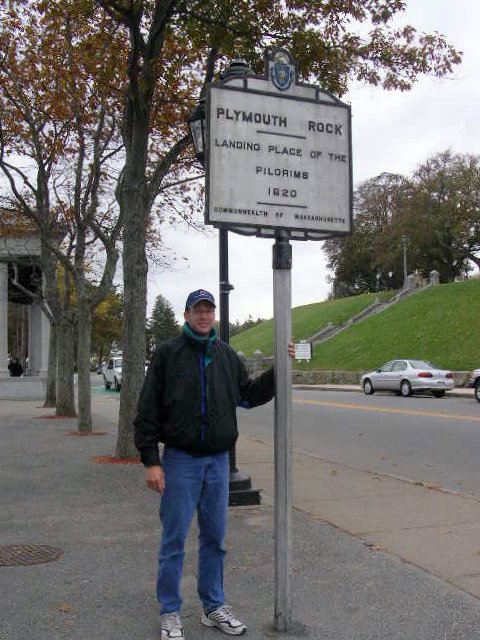 PLYMOUTH ROCK
LANDING PLACE OF THE
PILGRIMS
1620
COMMONWEALTH OF MASSACHUSETTS